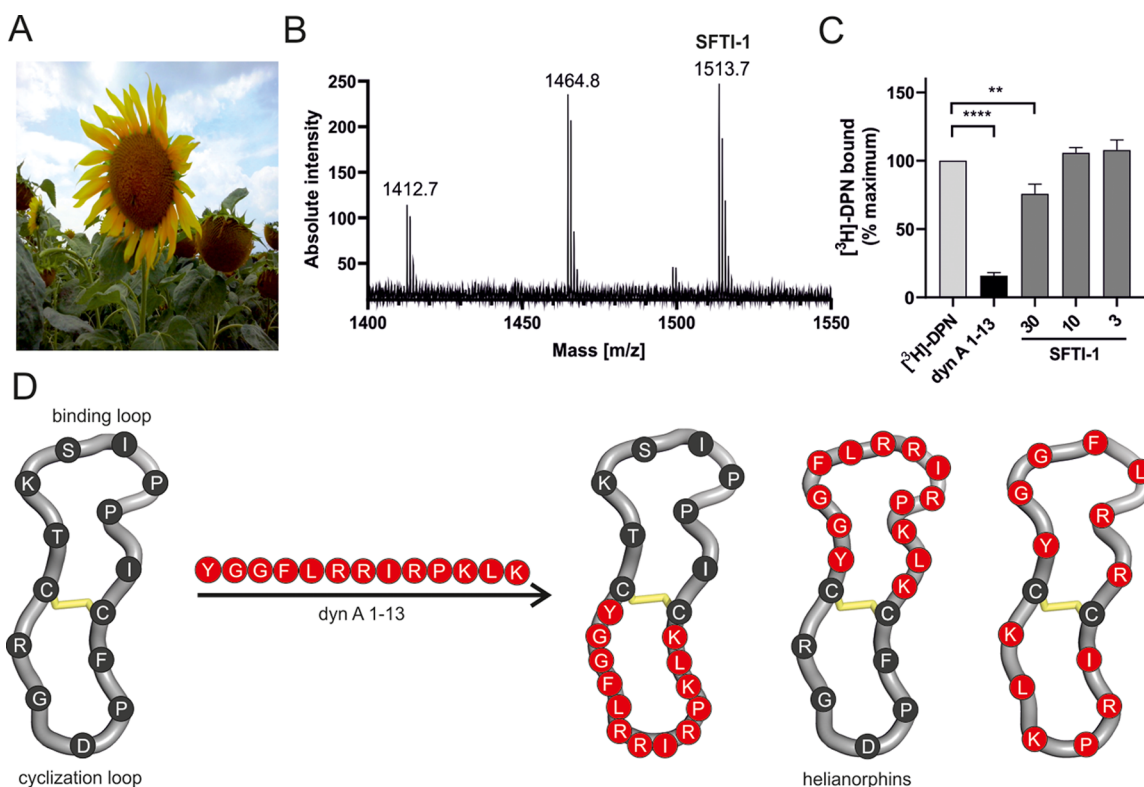 A
B
C
SFTI-1
1513.7
1464.8
1412.7
Absolute intensity
250
200
150
100
50
1400
1450
1500
1550
Mass [m/z]
[³H]-DPN bound
(% maximum)
150
100
50
0
**
****
[³H]-DPN
dyn A 1-13
30
10
3
SFTI-1
D
binding loop
K S I P
T P
C I
R C
G F
D P
cyclization loop
Y G G F L R R I R P K L K
dyn A 1-13
K S I P
T P
C I
Y C
G K
G L
F K
L P
R R I R
F L R R I
G P R
G K
Y L
C K
R C
G F
D P
helianorphins
G F L
G R
Y R
C C
K I
L R
K P